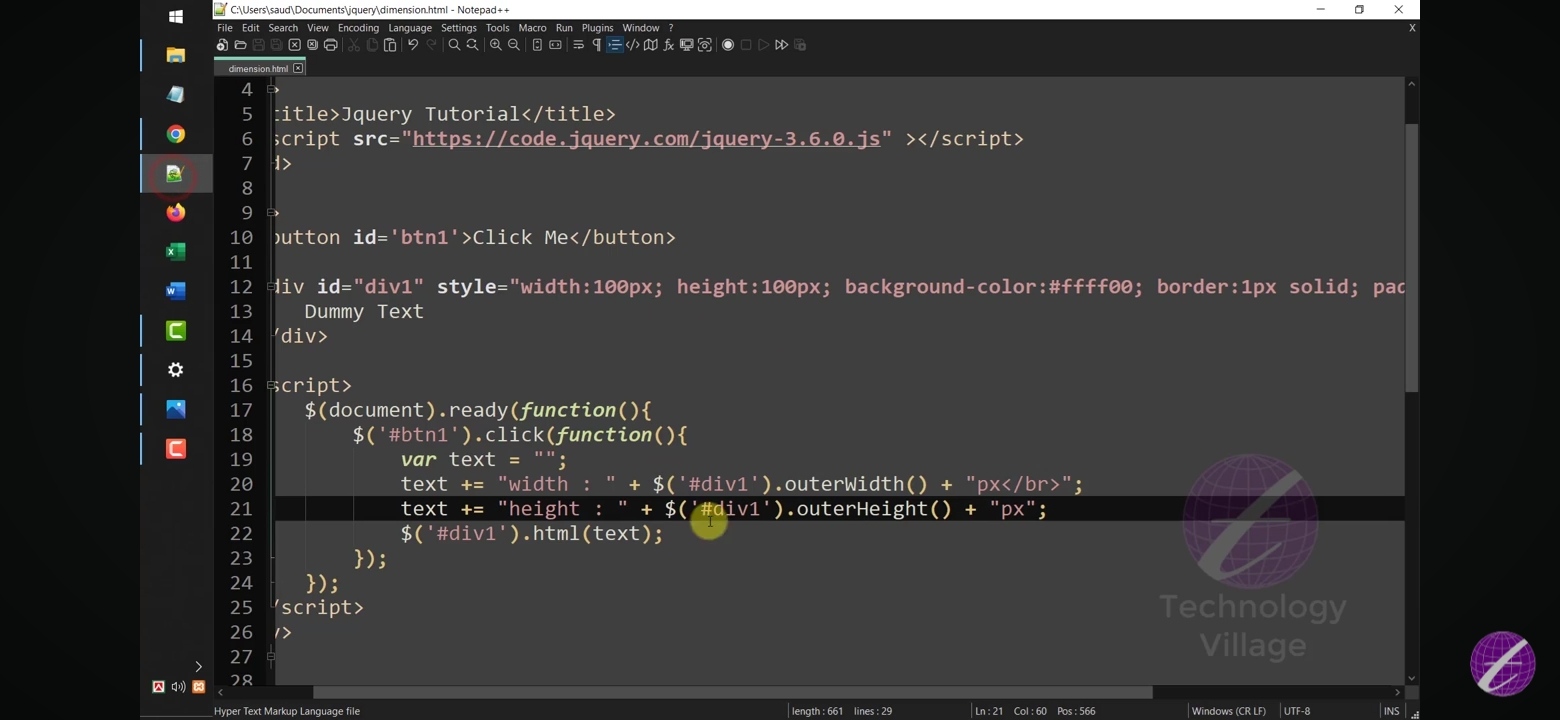 C:\Users\saud\Documents\jquery\dimension.html - Notepad++
File Edit Search View Encoding Language Settings Tools Macro Run Plugins Window ? X
dimension.html
4 >
5 title>Jquery Tutorial</title>
6 script src="https://code.jquery.com/jquery-3.6.0.js" ></script>
7 d>
8
9 >
10 button id='btn1'>Click Me</button>
11
12 div id="div1" style="width:100px; height:100px; background-color:#ffff00; border:1px solid; pad
13 Dummy Text
14 /div>
15
16 script>
17 $(document).ready(function(){
18 $('#btn1').click(function(){
19 var text = "";
20 text += "width : " + $('#div1').outerWidth() + "px</br>";
21 text += "height : " + $('#div1').outerHeight() + "px";
22 $('#div1').html(text);
23 });
24 });
25 /script>
26 y>
27
28
Technology
Village
Hyper Text Markup Language file length : 661 lines : 29 Ln : 21 Col : 60 Pos : 566 Windows (CR LF) UTF-8 INS